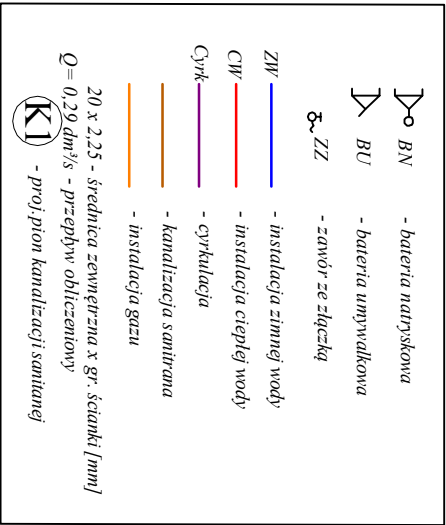 BN - bateria natryskowa
BU - bateria umywalkowa
ZZ - zawór ze złączką
ZW - instalacja zimnej wody
CW - instalacja ciepłej wody
Cyrk - cyrkulacja
- kanalizacja sanitrana
- instalacja gazu
20 x 2,25 - średnica zewnętrzna x gr. ścianki [mm]
Q= 0,29 dm³/s - przepływ obliczeniowy
K1 - proj.pion kanalizacji sanitanej